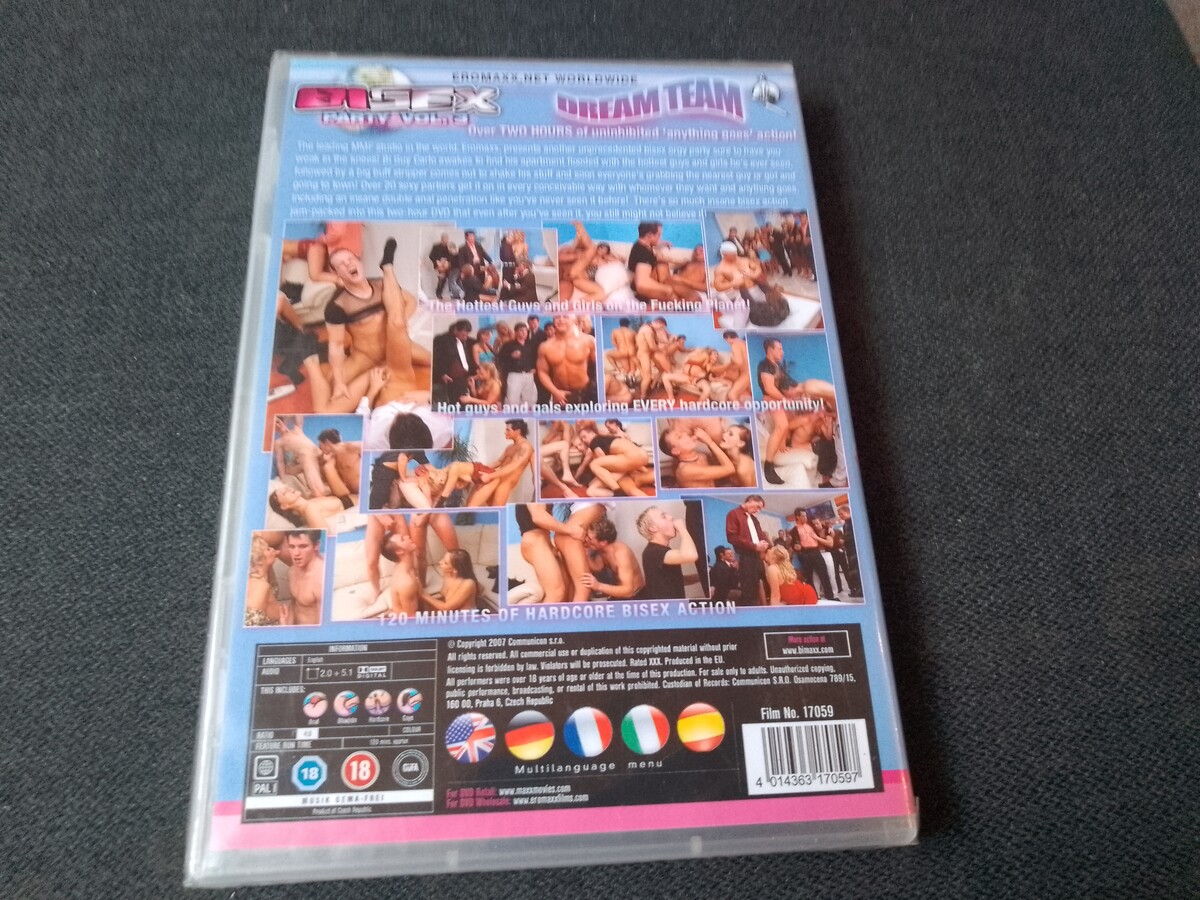 EROMAXX.NET WORLDWIDE
BISEX
PARTY VOL.
DREAM TEAM
Over TWO HOURS of uninhibited 'anything goes' action!
The leading MMF studio in the world, Eromaxx, presents another unprecedented bisex orgy party sure to have you
weak in the knees! Bi Guy Carlo awakes to find his apartment flooded with the hottest guys and girls he's ever seen,
followed by a big buff stripper comes out to shake his stuff and soon everyone's grabbing the nearest guy or girl and
going to town! Over 20 sexy parkers get it on in every conceivable way with whomever they want and anything goes,
including an insane double anal penetration like you've never seen it before! There's so much insane bisex action
jam-packed into this two-hour DVD that even after you've seen it you still might not believe
The Hottest Guys and Girls on the Fucking Planet!
Hot guys and gals exploring EVERY hardcore opportunity!
120 MINUTES OF HARDCORE BISEX ACTION
INFORMATION
LANGUAGES English
AUDIO 2.0 + 5.1 DIGITAL
THIS INCLUDES:
Anal Blowjobs Hardcore Gays
RATIO 4:3 COLOUR
FEATURE RUN TIME 120 mins. approx.
PAL 18 18
MUSIK GEMA-FREI
Product of Czech Republic
© Copyright 2007 Communicon s.r.o.
All rights reserved. All commercial use or duplication of this copyrighted material without prior
licensing is forbidden by law. Violators will be prosecuted. Rated XXX. Produced in the EU.
All performers were over 18 years of age or older at the time of this production. For sale only to adults. Unauthorized copying,
public performance, broadcasting, or rental of this work prohibited. Custodian of Records: Communicon S.R.O. Osamocena 789/15,
160 00, Praha 6, Czech Republic
More action at
www.bimaxx.com
Multilanguage menu
For DVD Retail: www.maxxmovies.com
For DVD Wholesale: www.eromaxxfilms.com
Film No. 17059
4 014363 170597